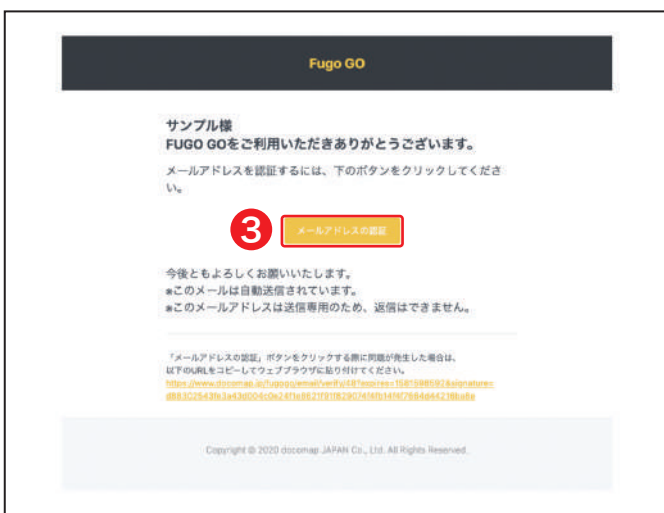 Fugo GO
サンプル様
FUGO GOをご利用いただきありがとうございます。
メールアドレスを認証するには、下のボタンをクリックしてくださ
い。
3
メールアドレスの認証
今後ともよろしくお願いいたします。
※このメールは自動送信されています。
※このメールアドレスは送信専用のため、返信はできません。
「メールアドレスの認証」ボタンをクリックする際に問題が発生した場合は、
以下のURLをコピーしてウェブブラウザに貼り付けてください。
Copyright © 2020 docomap JAPAN Co., Ltd. All Rights Reserved.